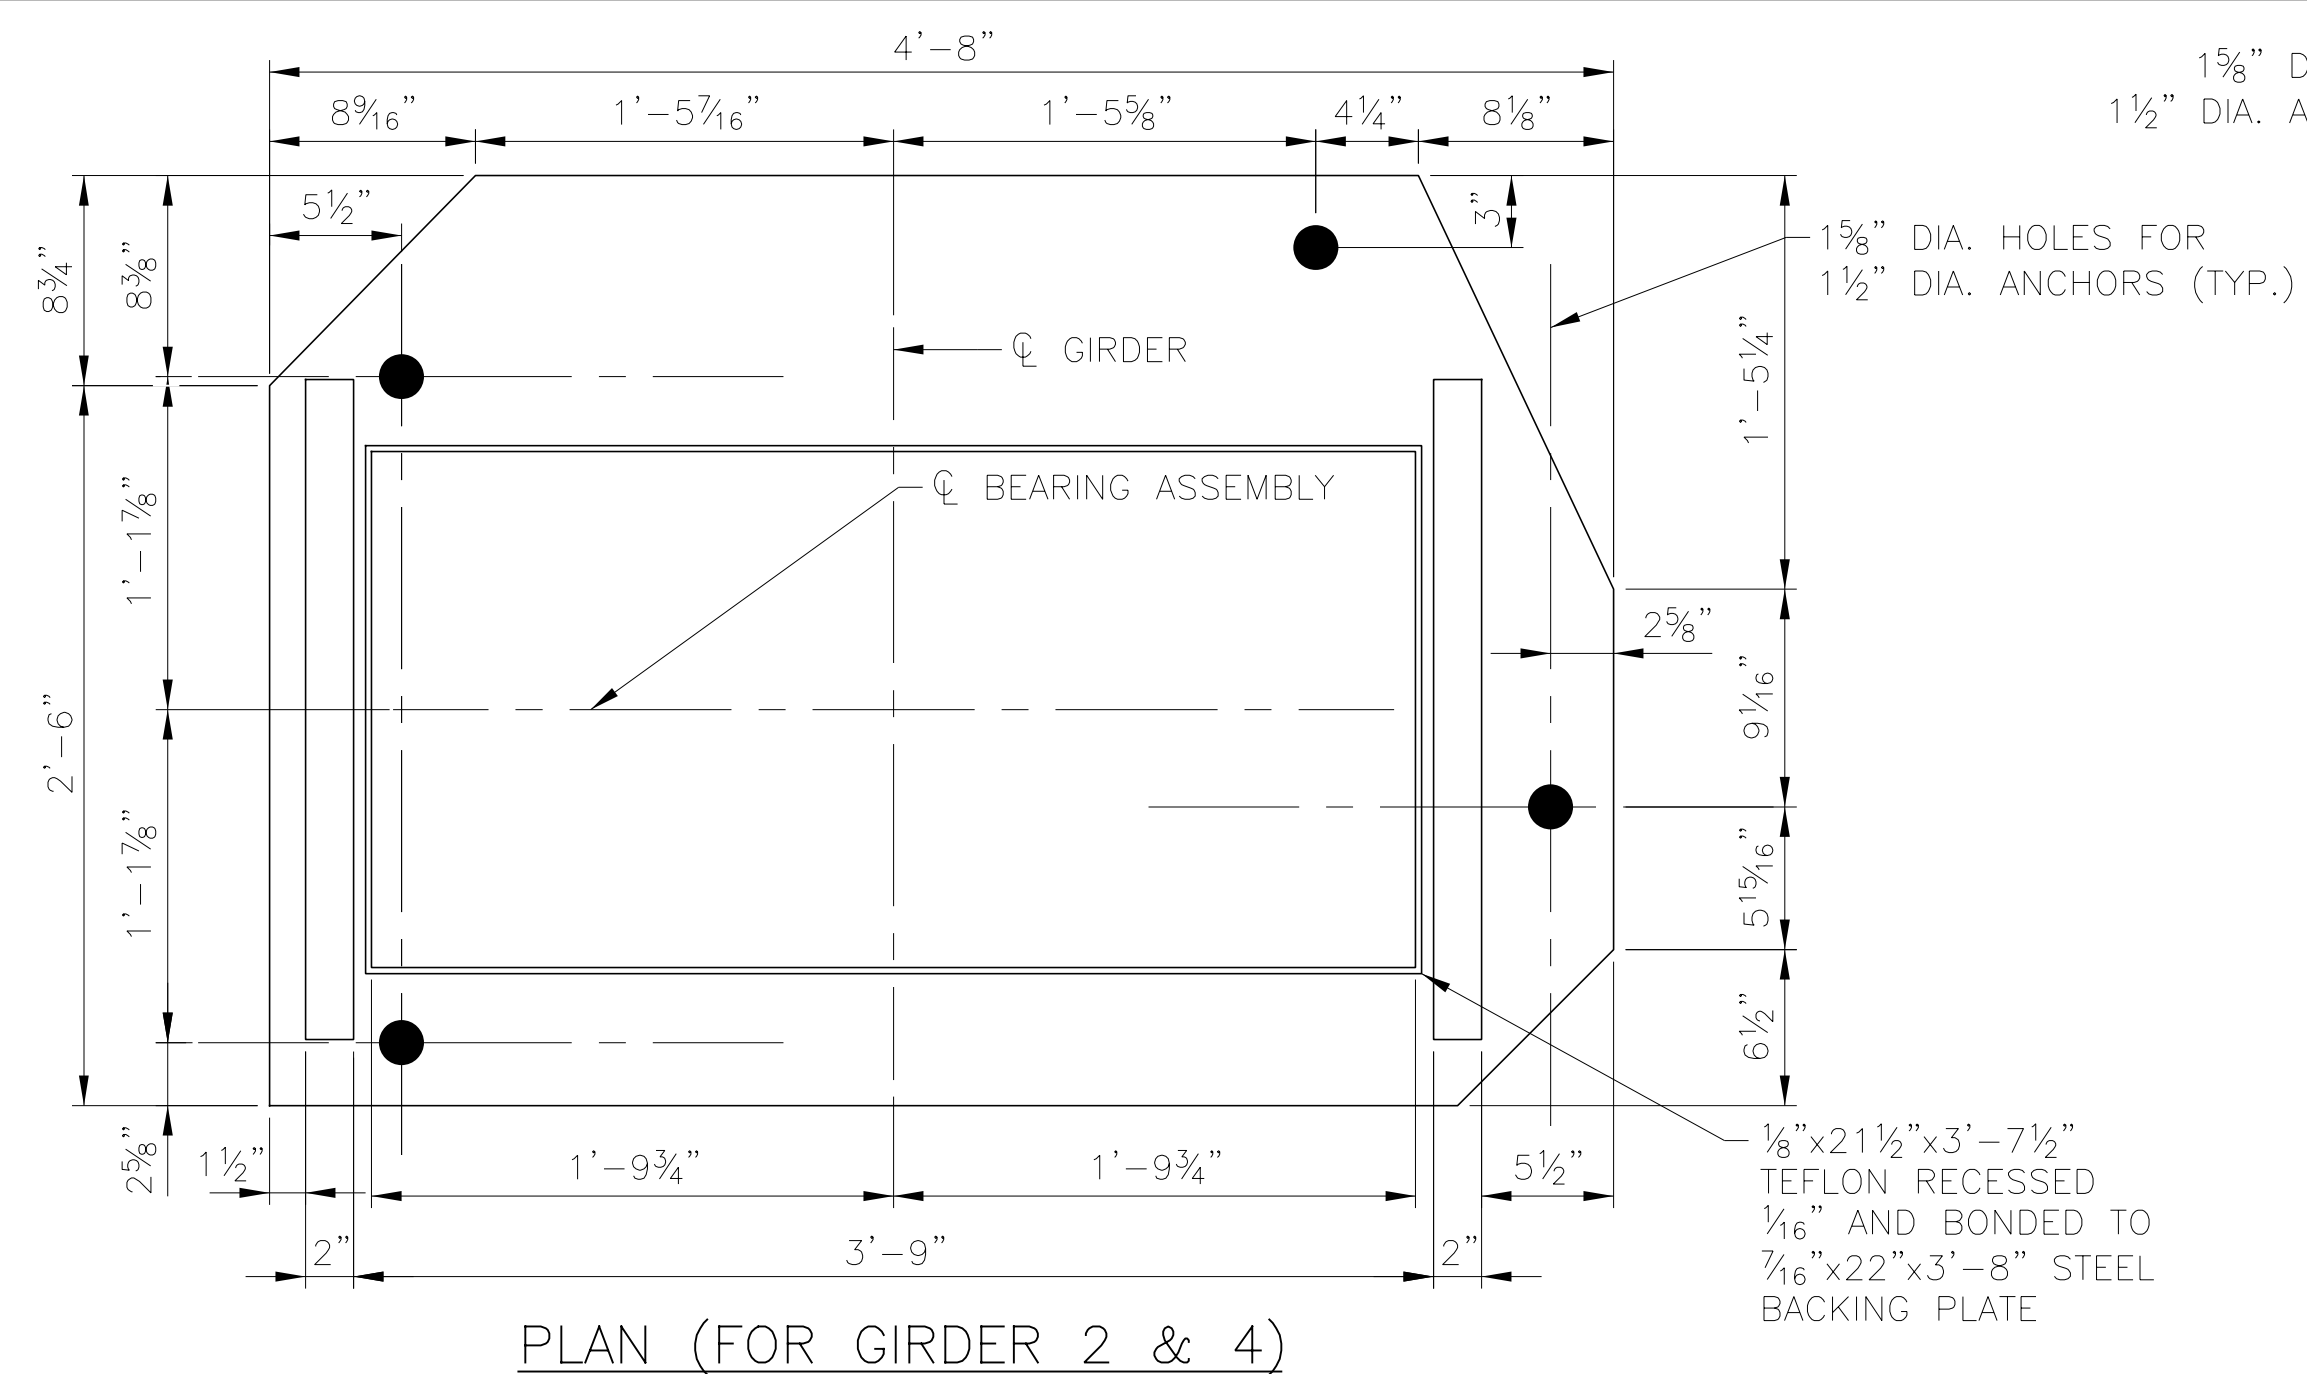 4'-8"
1⅝" D
8⁹⁄₁₆" 1'-5⁷⁄₁₆" 1'-5⅝" 4¼" 8⅛"
1½" DIA. A
5½"
3"
8¾"
8⅜"
1⅝" DIA. HOLES FOR
1½" DIA. ANCHORS (TYP.)
℄ GIRDER
1'-5¼"
℄ BEARING ASSEMBLY
1'-1⅞"
2⅝"
9¹⁄₁₆"
2'-6"
1'-1⅞"
5¹⁵⁄₁₆"
6½"
2⅝"
1½" 1'-9¾" 1'-9¾" 5½"
2" 3'-9" 2"
⅛"x21½"x3'-7½"
TEFLON RECESSED
¹⁄₁₆" AND BONDED TO
⁷⁄₁₆"x22"x3'-8" STEEL
BACKING PLATE
PLAN (FOR GIRDER 2 & 4)